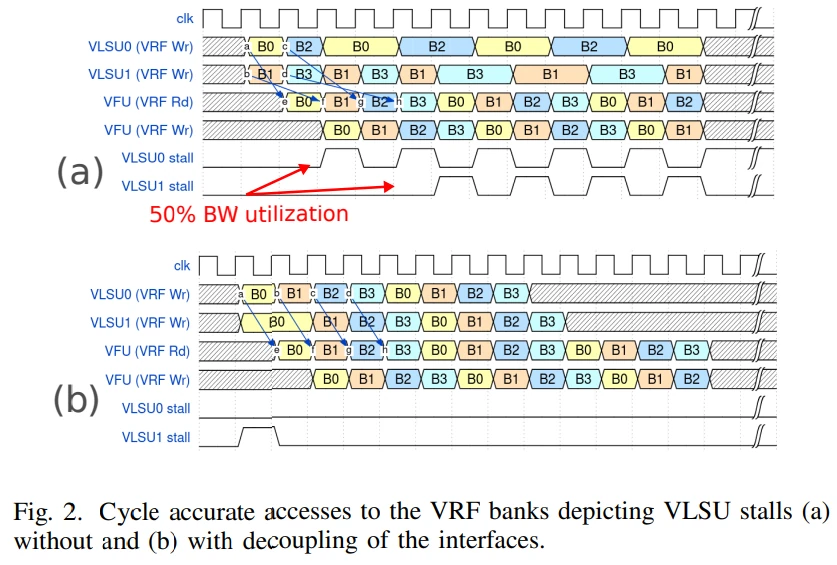 clk
VLSU0 (VRF Wr) a B0 c B2 B0 B2 B0 B2 B0
VLSU1 (VRF Wr) b B1 d B3 B1 B3 B1 B3 B1 B3 B1
VFU (VRF Rd) e B0 f B1 g B2 h B3 B0 B1 B2 B3 B0 B1 B2
VFU (VRF Wr) B0 B1 B2 B3 B0 B1 B2 B3 B0 B1
VLSU0 stall
(a)
VLSU1 stall
50% BW utilization
clk
VLSU0 (VRF Wr) a B0 b B1 c B2 d B3 B0 B1 B2 B3
VLSU1 (VRF Wr) B0 B1 B2 B3 B0 B1 B2 B3
VFU (VRF Rd) e B0 f B1 g B2 h B3 B0 B1 B2 B3 B0 B1 B2 B3
VFU (VRF Wr) B0 B1 B2 B3 B0 B1 B2 B3 B0 B1 B2
(b)
VLSU0 stall
VLSU1 stall
Fig. 2. Cycle accurate accesses to the VRF banks depicting VLSU stalls (a)
without and (b) with decoupling of the interfaces.